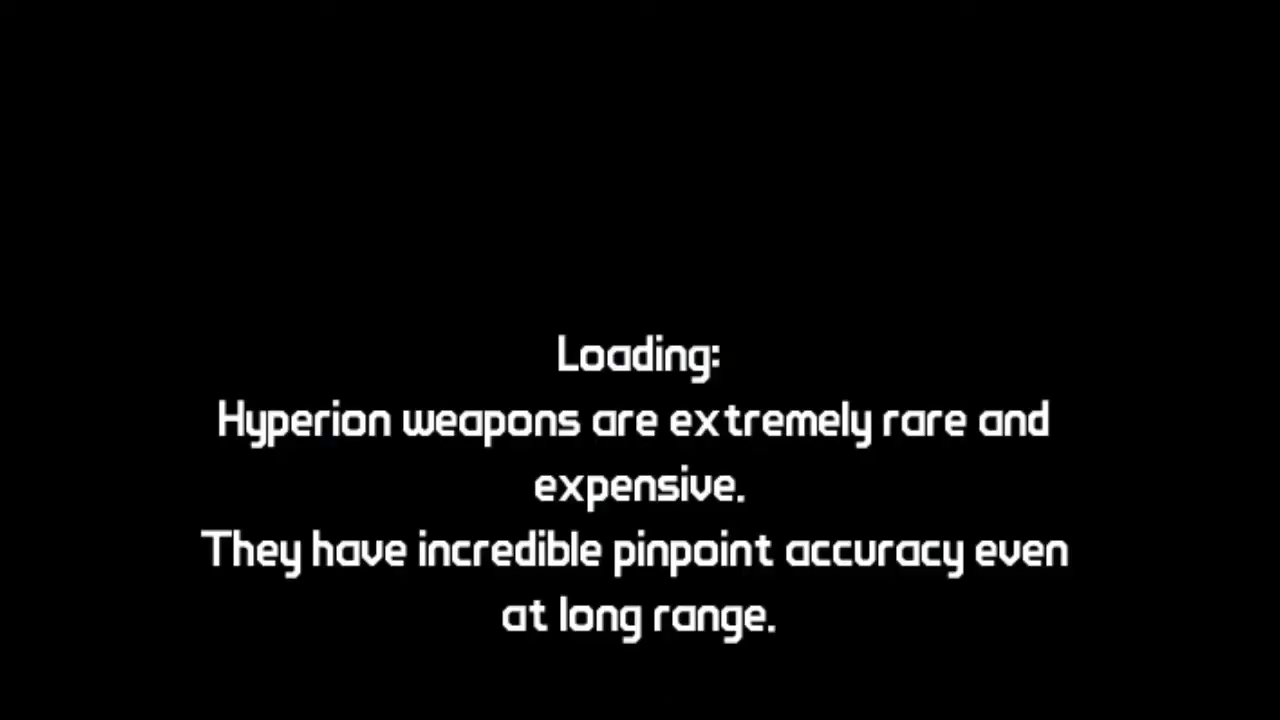 Loading:
Hyperion weapons are extremely rare and
expensive.
They have incredible pinpoint accuracy even
at long range.